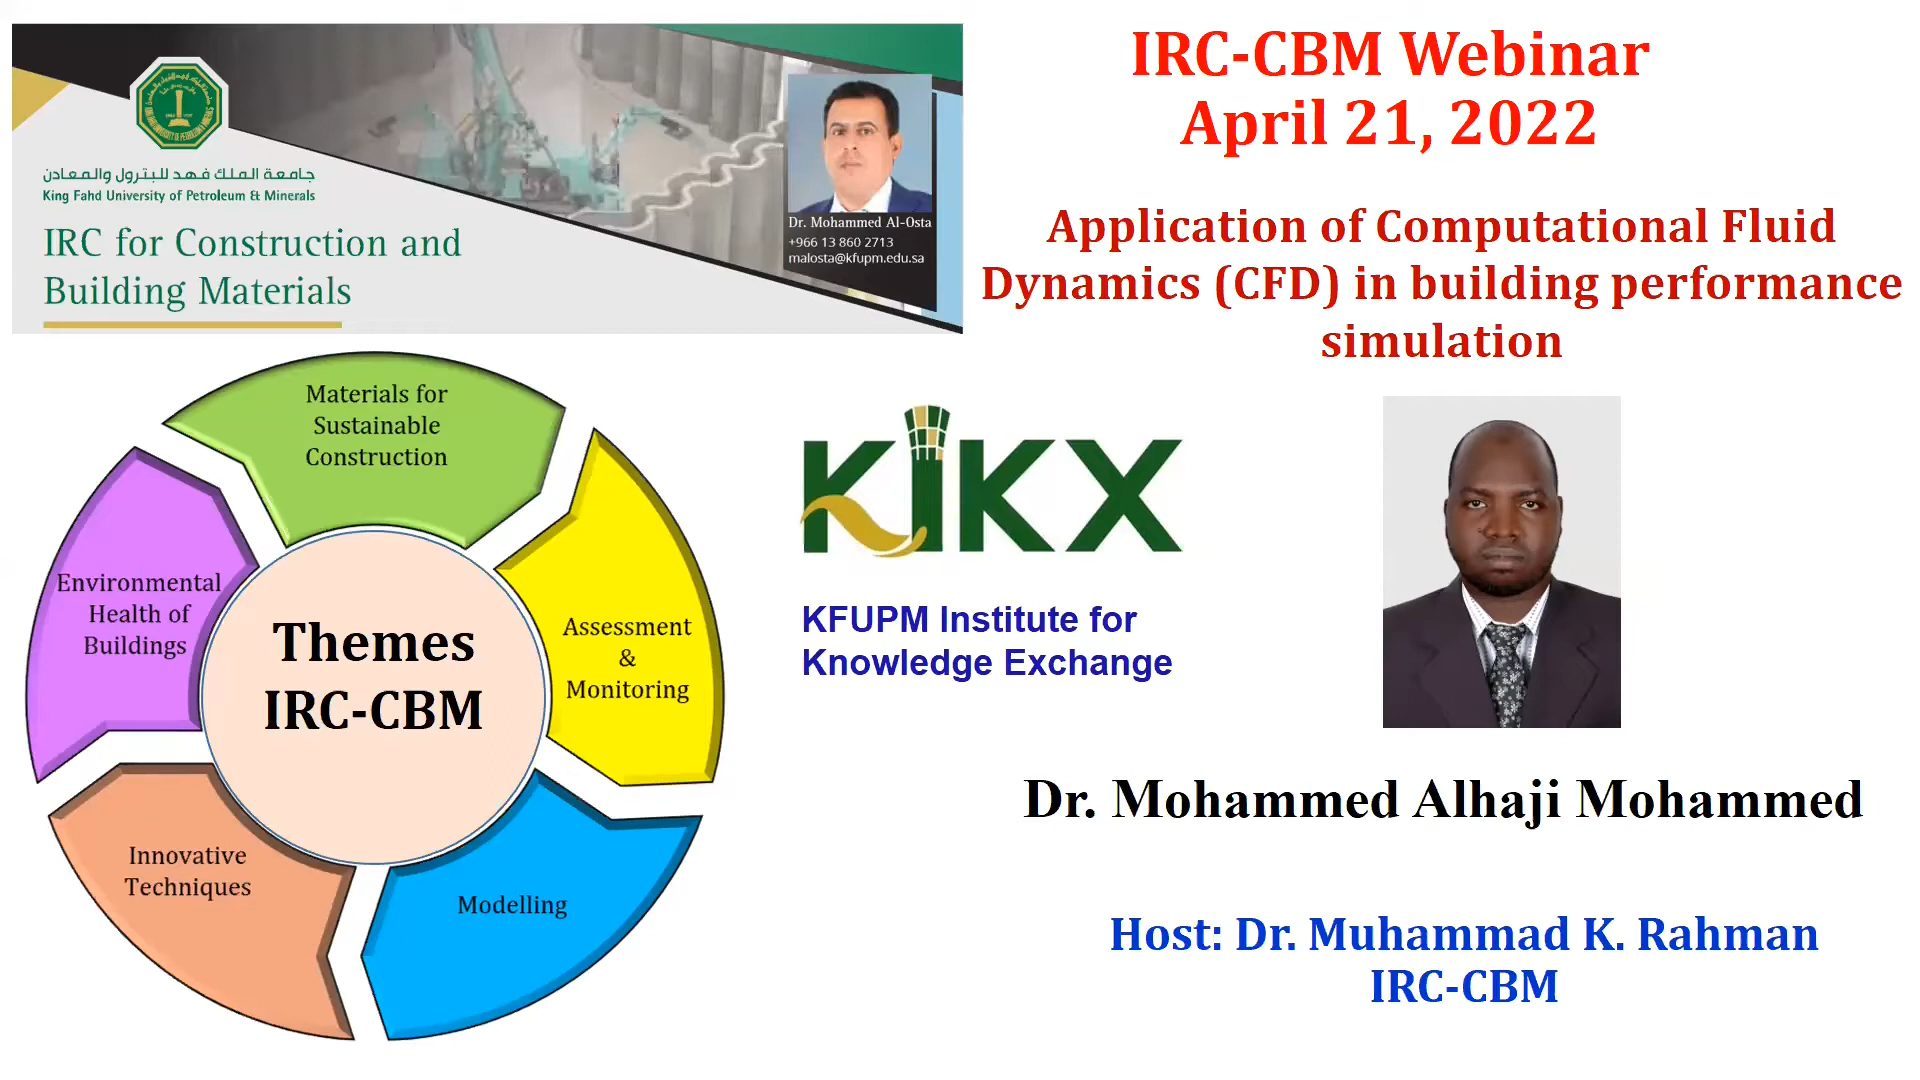 جامعة الملك فهد للبترول والمعادن
King Fahd University of Petroleum & Minerals
IRC for Construction and
Building Materials
Dr. Mohammed Al-Osta
+966 13 860 2713
malosta@kfupm.edu.sa
IRC-CBM Webinar
April 21, 2022
Application of Computational Fluid
Dynamics (CFD) in building performance
simulation
Materials for
Sustainable
Construction
Environmental
Health of
Buildings
Themes
IRC-CBM
Assessment
&
Monitoring
Innovative
Techniques
Modelling
KIKX
KFUPM Institute for
Knowledge Exchange
Dr. Mohammed Alhaji Mohammed
Host: Dr. Muhammad K. Rahman
IRC-CBM